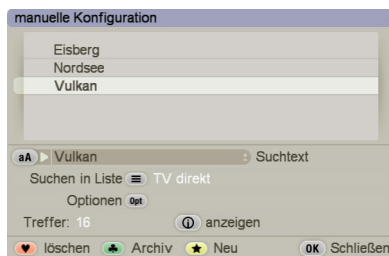 manuelle Konfiguration
Eisberg
Nordsee
Vulkan
aA Vulkan Suchtext
Suchen in Liste TV direkt
Optionen Opt
Treffer: 16 i anzeigen
löschen Archiv Neu OK Schließen